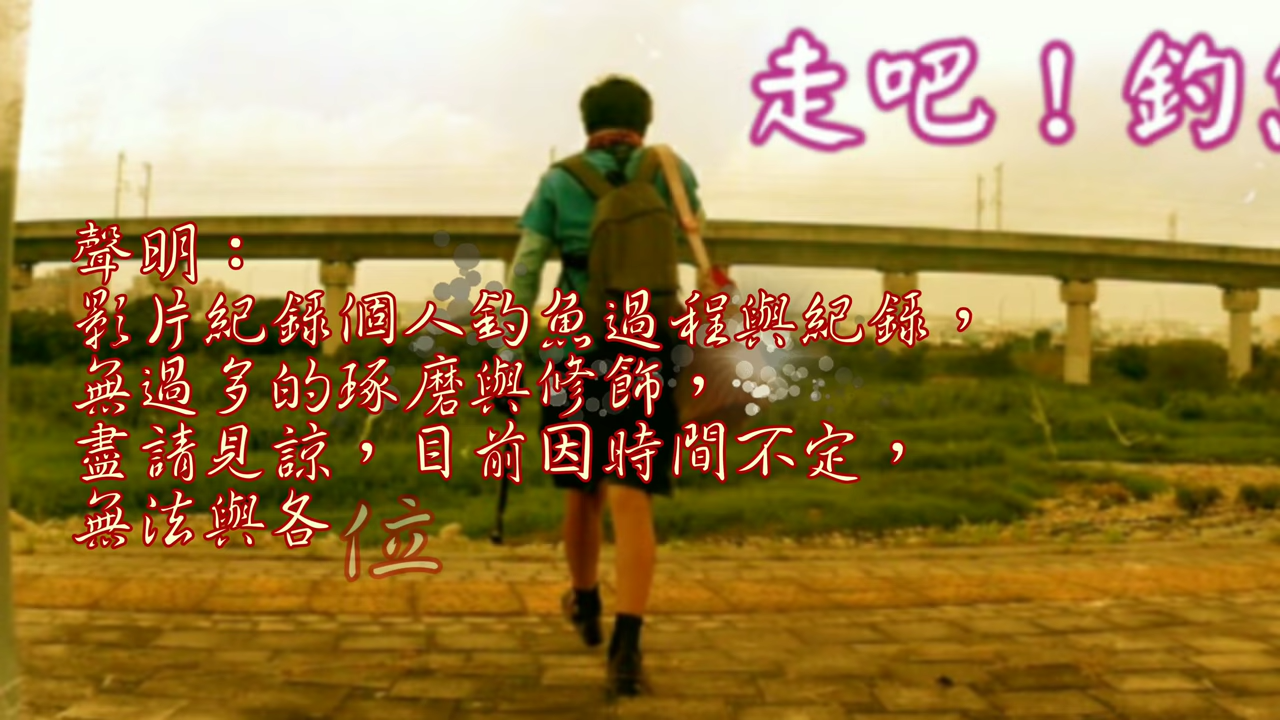 走吧！釣
聲明：
影片紀錄個人釣魚過程與紀錄，
無過多的琢磨與修飾，
盡請見諒，目前因時間不定，
無法與各位